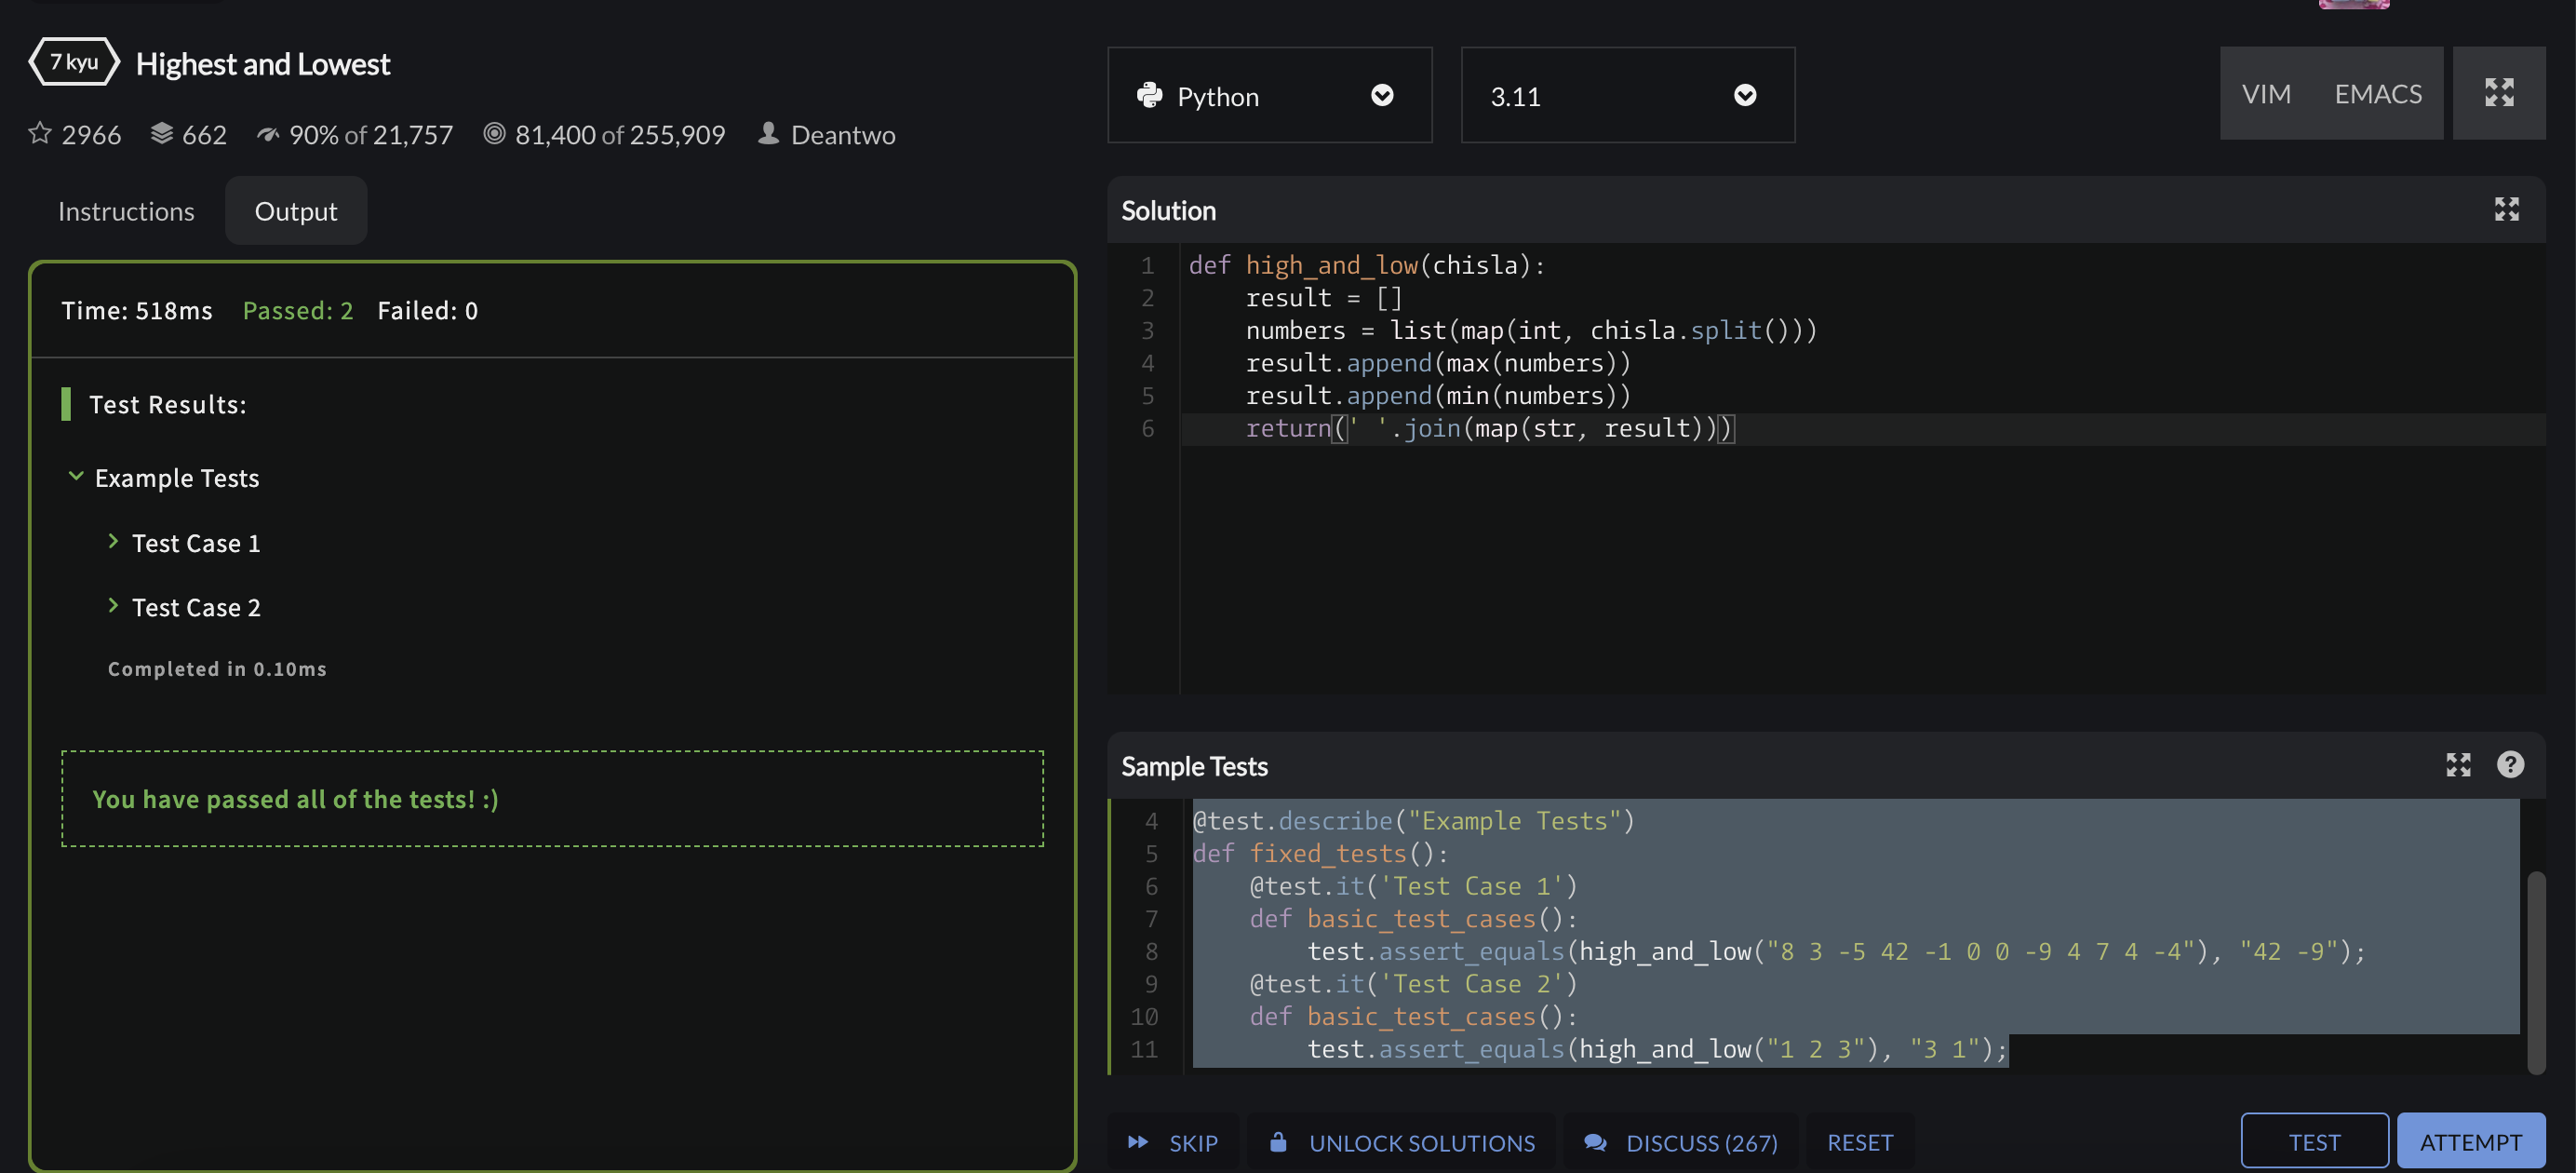 7 kyu Highest and Lowest
2966 662 90% of 21,757 81,400 of 255,909 Deantwo
Instructions Output
Time: 518ms Passed: 2 Failed: 0
Test Results:
Example Tests
Test Case 1
Test Case 2
Completed in 0.10ms
You have passed all of the tests! :)
Python 3.11 VIM EMACS
Solution
1 def high_and_low(chisla):
2     result = []
3     numbers = list(map(int, chisla.split()))
4     result.append(max(numbers))
5     result.append(min(numbers))
6     return(' '.join(map(str, result)))
Sample Tests
4 @test.describe("Example Tests")
5 def fixed_tests():
6     @test.it('Test Case 1')
7     def basic_test_cases():
8         test.assert_equals(high_and_low("8 3 -5 42 -1 0 0 -9 4 7 4 -4"), "42 -9");
9     @test.it('Test Case 2')
10     def basic_test_cases():
11         test.assert_equals(high_and_low("1 2 3"), "3 1");
SKIP UNLOCK SOLUTIONS DISCUSS (267) RESET TEST ATTEMPT